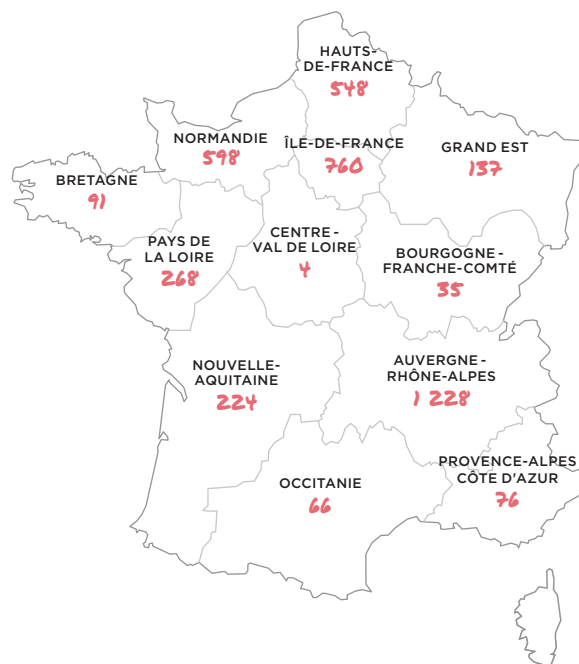 HAUTS-
DE-FRANCE
548
NORMANDIE
598
ÎLE-DE-FRANCE
760
GRAND EST
137
BRETAGNE
91
PAYS DE
LA LOIRE
268
CENTRE-
VAL DE LOIRE
4
BOURGOGNE-
FRANCHE-COMTÉ
35
NOUVELLE-
AQUITAINE
224
AUVERGNE-
RHÔNE-ALPES
1 228
OCCITANIE
66
PROVENCE-ALPES
CÔTE D'AZUR
76